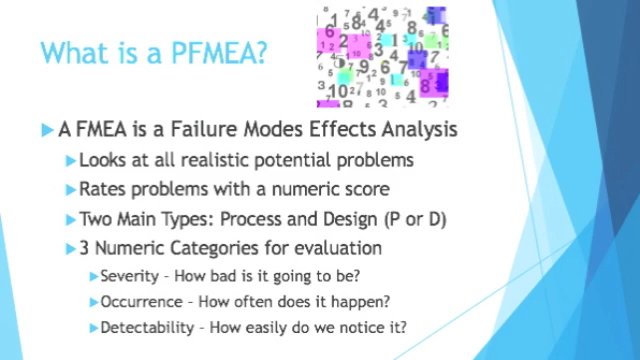 What is a PFMEA?
A FMEA is a Failure Modes Effects Analysis
Looks at all realistic potential problems
Rates problems with a numeric score
Two Main Types: Process and Design (P or D)
3 Numeric Categories for evaluation
Severity – How bad is it going to be?
Occurrence – How often does it happen?
Detectability – How easily do we notice it?